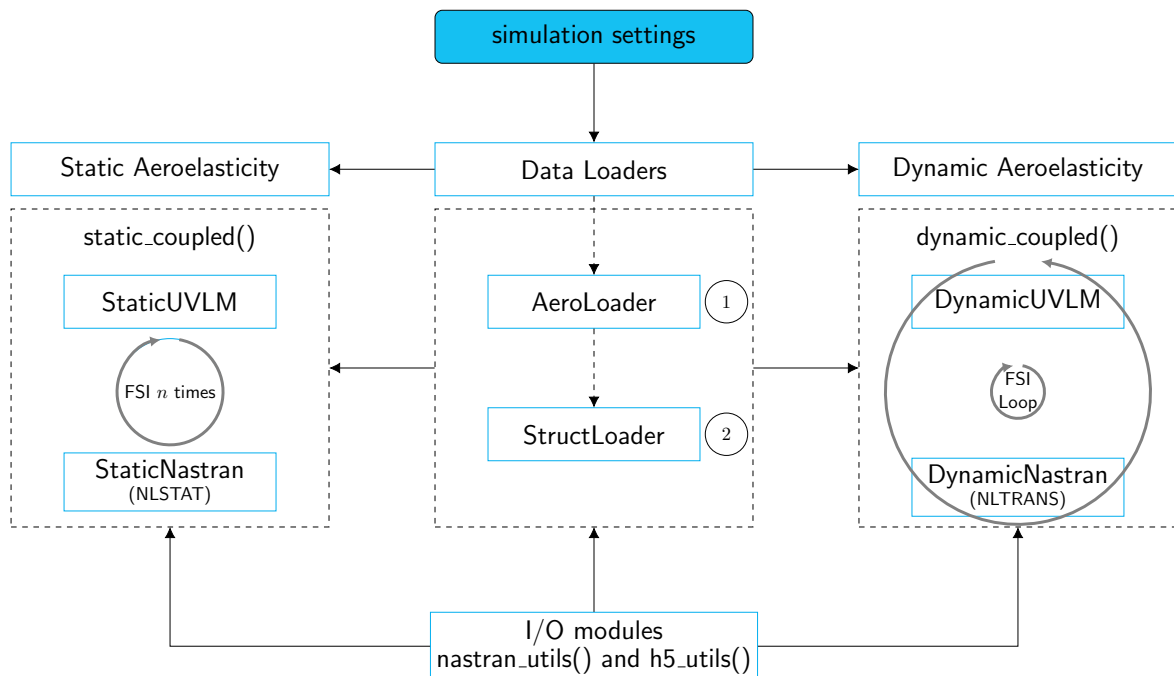 simulation settings
Static Aeroelasticity
Data Loaders
Dynamic Aeroelasticity
static_coupled()
StaticUVLM
FSI n times
StaticNastran
(NLSTAT)
AeroLoader
1
StructLoader
2
dynamic_coupled()
DynamicUVLM
FSI
Loop
DynamicNastran
(NLTRANS)
I/O modules
nastran_utils() and h5_utils()